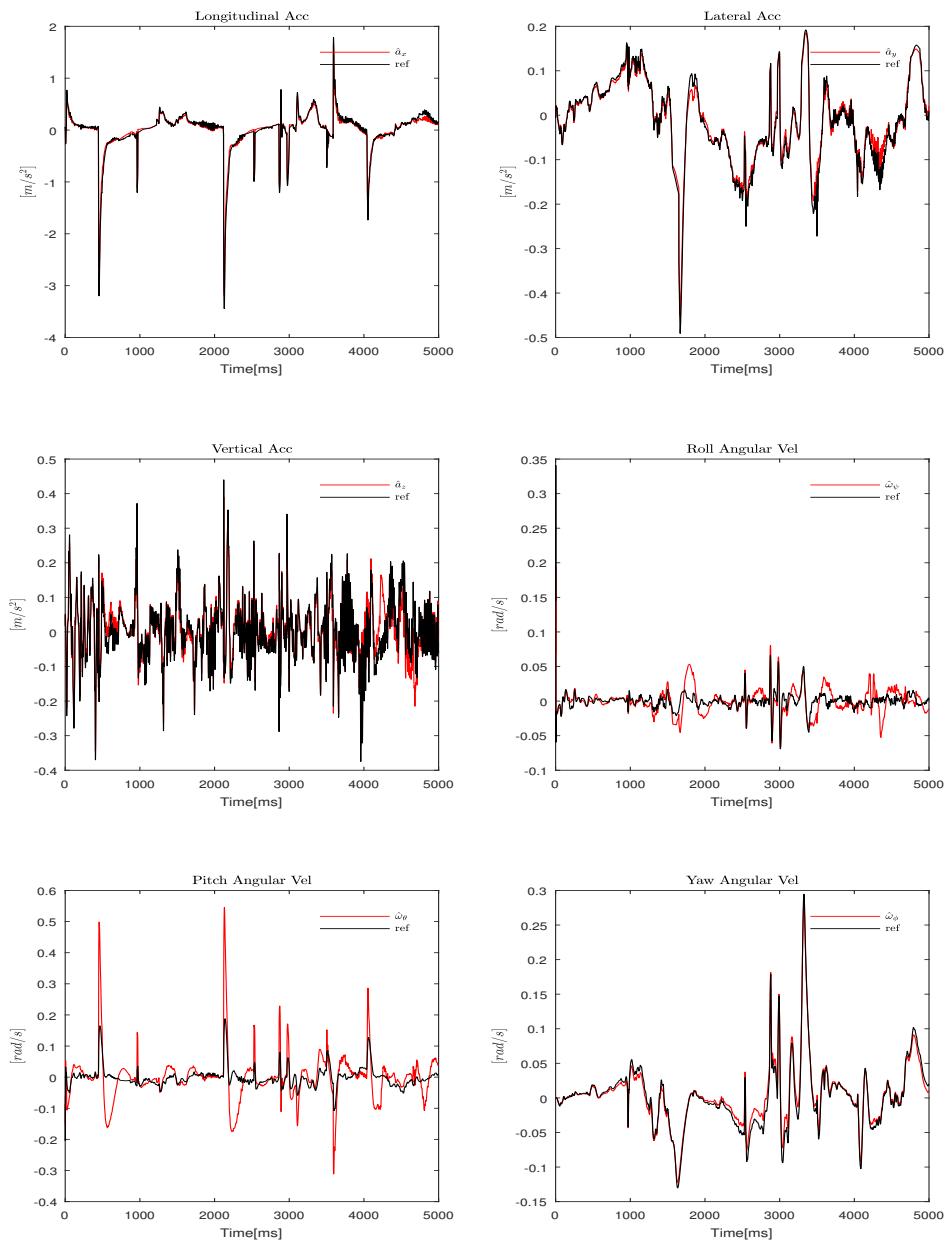 Longitudinal Acc
2
1
0
-1
-2
-3
-4
[m/s²]
âₓ
ref
0 1000 2000 3000 4000 5000
Time[ms]
Lateral Acc
0.2
0.1
0
-0.1
-0.2
-0.3
-0.4
-0.5
[m/s²]
â_y
ref
0 1000 2000 3000 4000 5000
Time[ms]
Vertical Acc
0.5
0.4
0.3
0.2
0.1
0
-0.1
-0.2
-0.3
-0.4
[m/s²]
â_z
ref
0 1000 2000 3000 4000 5000
Time[ms]
Roll Angular Vel
0.35
0.3
0.25
0.2
0.15
0.1
0.05
0
-0.05
-0.1
[rad/s]
ω̂_ψ
ref
0 1000 2000 3000 4000 5000
Time[ms]
Pitch Angular Vel
0.6
0.5
0.4
0.3
0.2
0.1
0
-0.1
-0.2
-0.3
-0.4
[rad/s]
ω̂_θ
ref
0 1000 2000 3000 4000 5000
Time[ms]
Yaw Angular Vel
0.3
0.25
0.2
0.15
0.1
0.05
0
-0.05
-0.1
-0.15
[rad/s]
ω̂_ϕ
ref
0 1000 2000 3000 4000 5000
Time[ms]